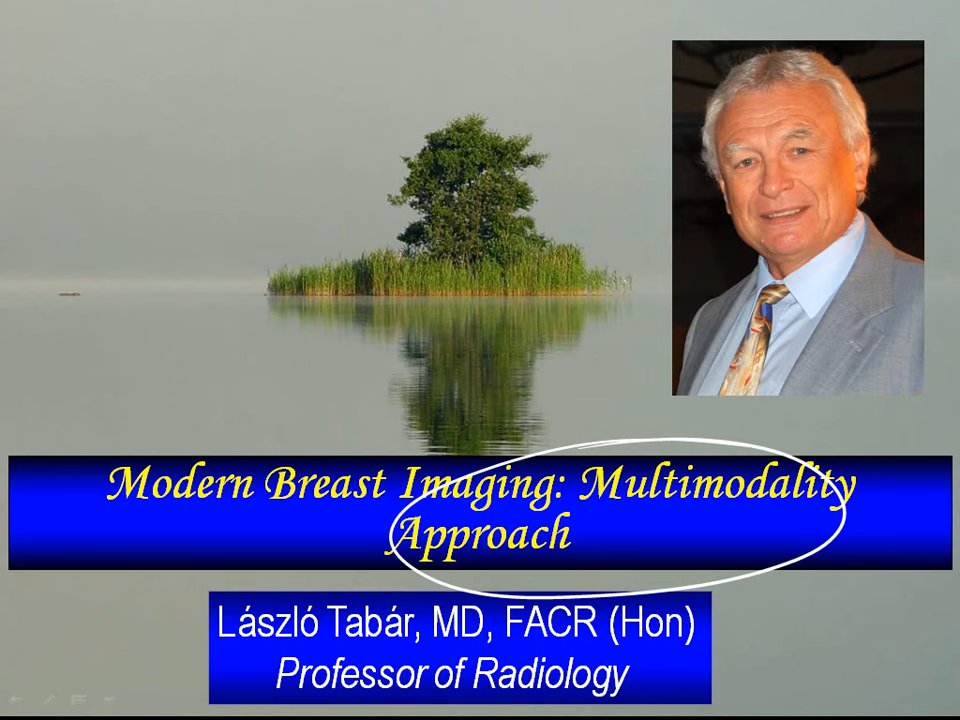 Modern Breast Imaging: Multimodality
Approach
László Tabár, MD, FACR (Hon)
Professor of Radiology